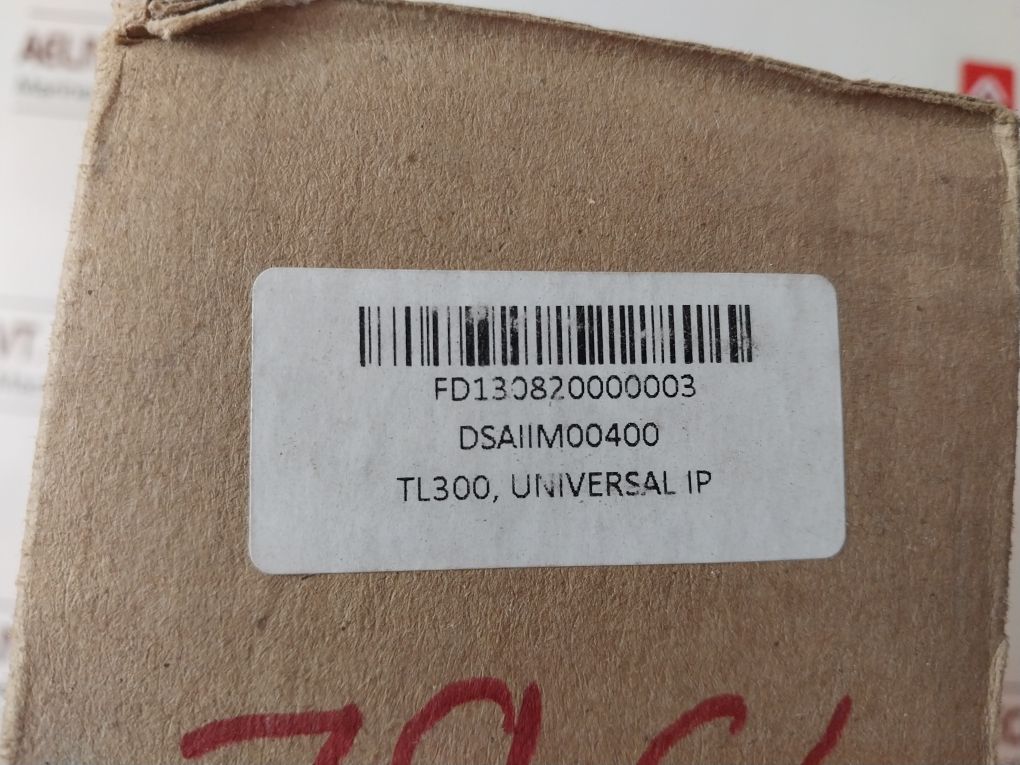 FD130820000003
DSAIIM00400
TL300, UNIVERSAL IP